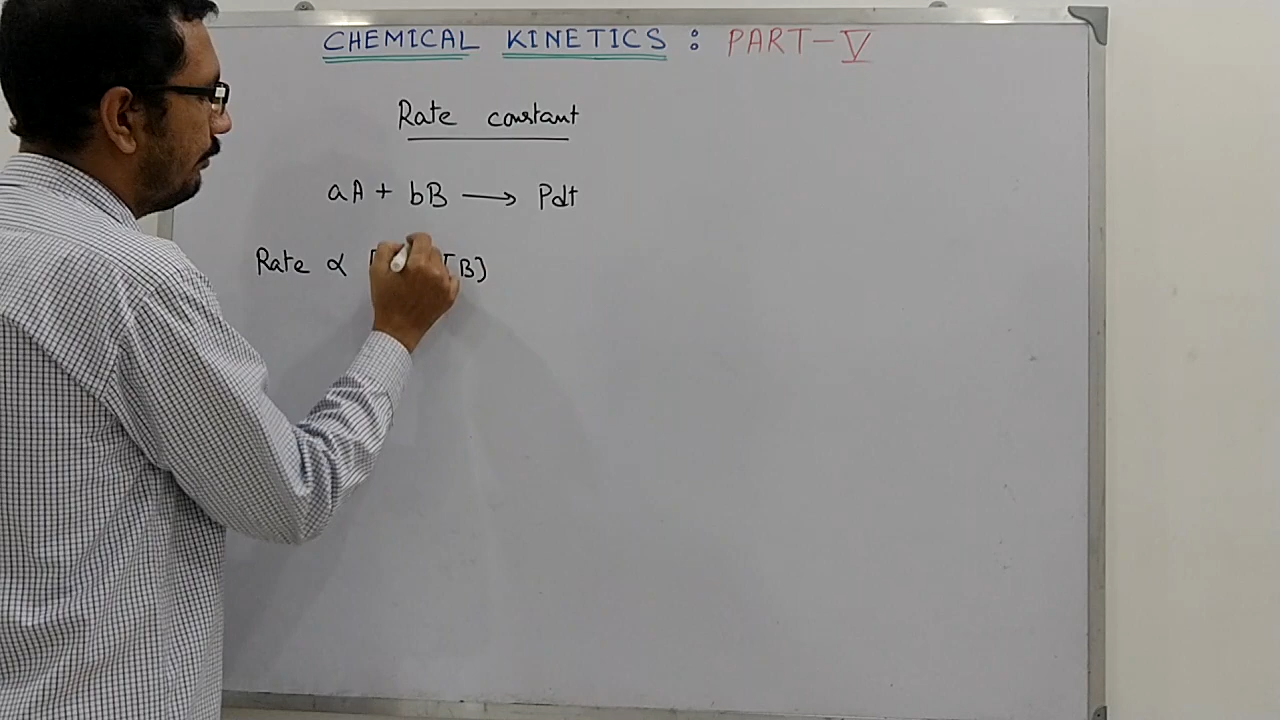 CHEMICAL KINETICS : PART-V
Rate constant
aA + bB ⟶ Pdt
Rate ∝ [ [B]